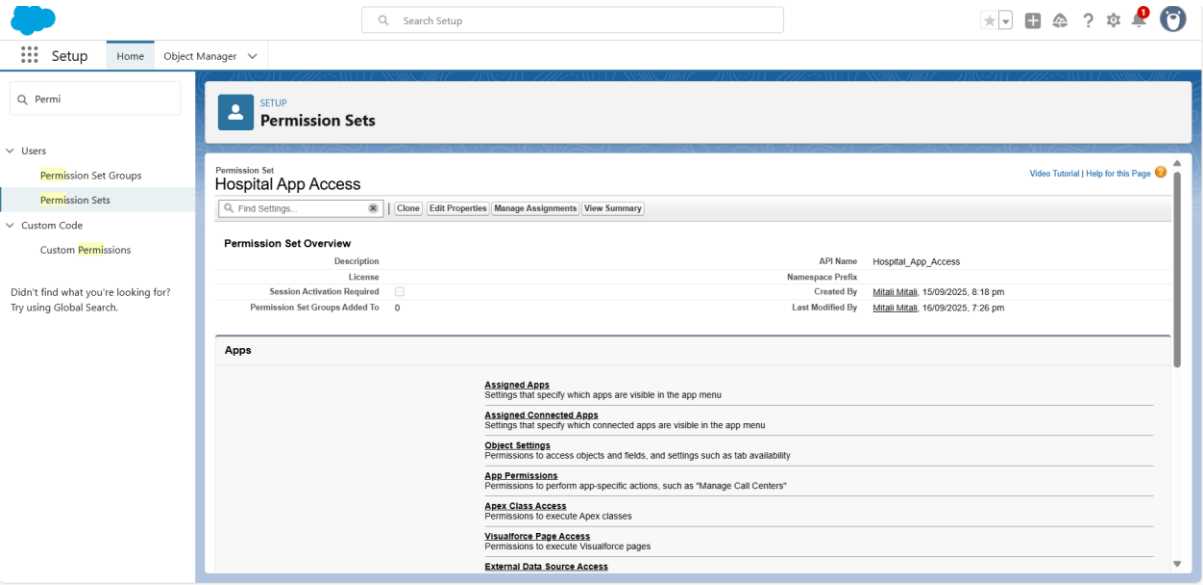 Search Setup
1
Setup
Home
Object Manager
Permi
Users
Permission Set Groups
Permission Sets
Custom Code
Custom Permissions
Didn't find what you're looking for?
Try using Global Search.
SETUP
Permission Sets
Permission Set
Hospital App Access
Video Tutorial | Help for this Page ?
Find Settings... | Clone Edit Properties Manage Assignments View Summary
Permission Set Overview
Description API Name Hospital_App_Access
License Namespace Prefix
Session Activation Required Created By Mitali Mitali, 15/09/2025, 8:18 pm
Permission Set Groups Added To 0 Last Modified By Mitali Mitali, 16/09/2025, 7:26 pm
Apps
Assigned Apps
Settings that specify which apps are visible in the app menu
Assigned Connected Apps
Settings that specify which connected apps are visible in the app menu
Object Settings
Permissions to access objects and fields, and settings such as tab availability
App Permissions
Permissions to perform app-specific actions, such as "Manage Call Centers"
Apex Class Access
Permissions to execute Apex classes
Visualforce Page Access
Permissions to execute Visualforce pages
External Data Source Access